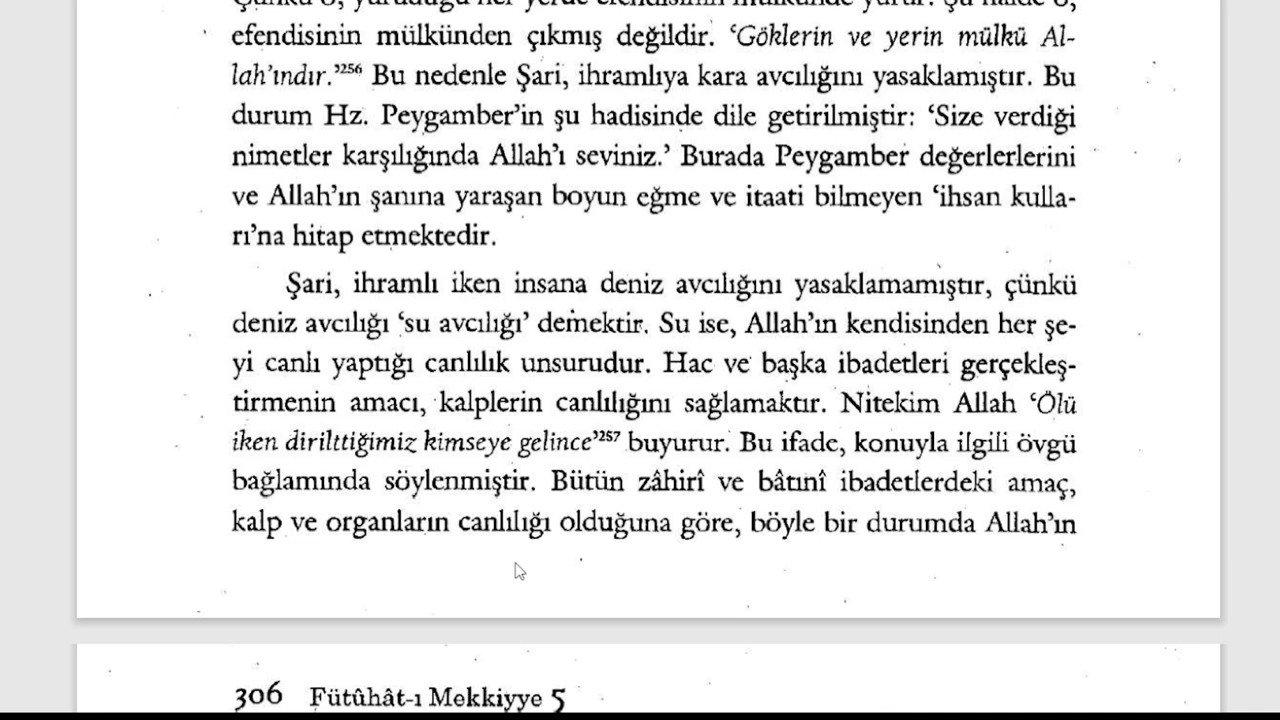 efendisinin mülkünden çıkmış değildir. ‘Göklerin ve yerin mülkü Al-
lah’ındır.’²⁵⁶ Bu nedenle Şari, ihramlıya kara avcılığını yasaklamıştır. Bu
durum Hz. Peygamber’in şu hadisinde dile getirilmiştir: ‘Size verdiği
nimetler karşılığında Allah’ı seviniz.’ Burada Peygamber değerlerlerini
ve Allah’ın şanına yaraşan boyun eğme ve itaati bilmeyen ‘ihsan kulla-
rı’na hitap etmektedir.
Şari, ihramlı iken insana deniz avcılığını yasaklamamıştır, çünkü
deniz avcılığı ‘su avcılığı’ demektir. Su ise, Allah’ın kendisinden her şe-
yi canlı yaptığı canlılık unsurudur. Hac ve başka ibadetleri gerçekleş-
tirmenin amacı, kalplerin canlılığını sağlamaktır. Nitekim Allah ‘Ölü
iken dirilttiğimiz kimseye gelince’²⁵⁷ buyurur. Bu ifade, konuyla ilgili övgü
bağlamında söylenmiştir. Bütün zâhirî ve bâtınî ibadetlerdeki amaç,
kalp ve organların canlılığı olduğuna göre, böyle bir durumda Allah’ın
306 Fütûhât-ı Mekkiyye 5